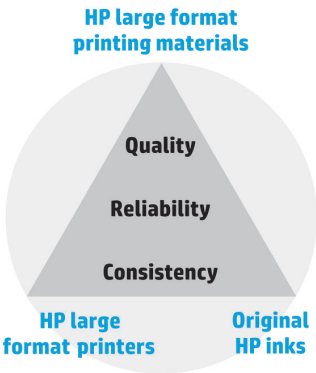 HP large format
printing materials
Quality
Reliability
Consistency
HP large
format printers
Original
HP inks